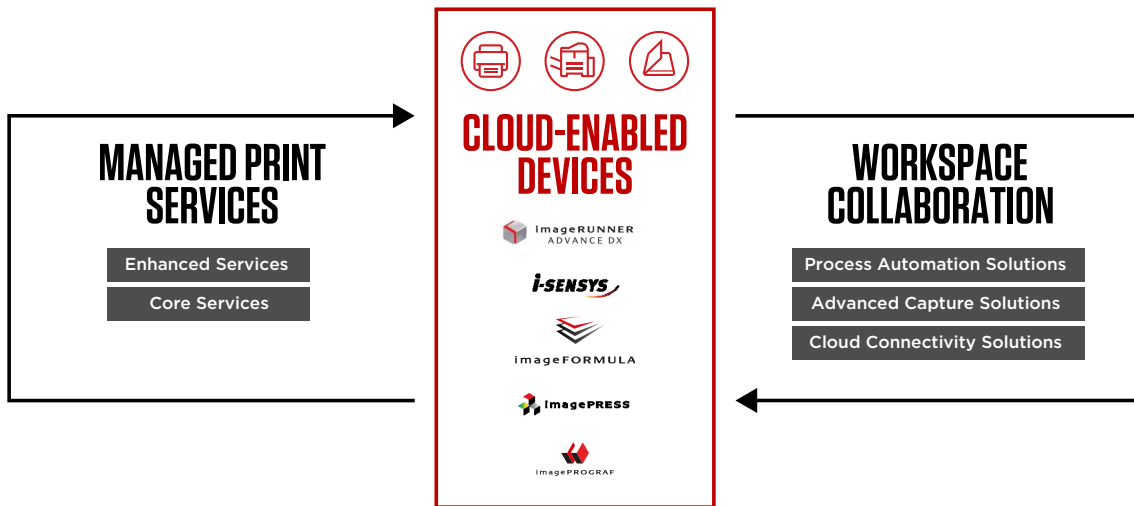 MANAGED PRINT
SERVICES
Enhanced Services
Core Services
CLOUD-ENABLED
DEVICES
imageRUNNER
ADVANCE DX
i-SENSYS
imageFORMULA
imagePRESS
imagePROGRAF
WORKSPACE
COLLABORATION
Process Automation Solutions
Advanced Capture Solutions
Cloud Connectivity Solutions